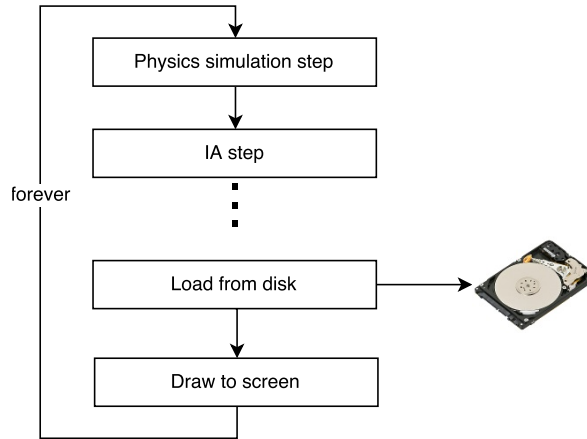 Physics simulation step
IA step
forever
Load from disk
Draw to screen